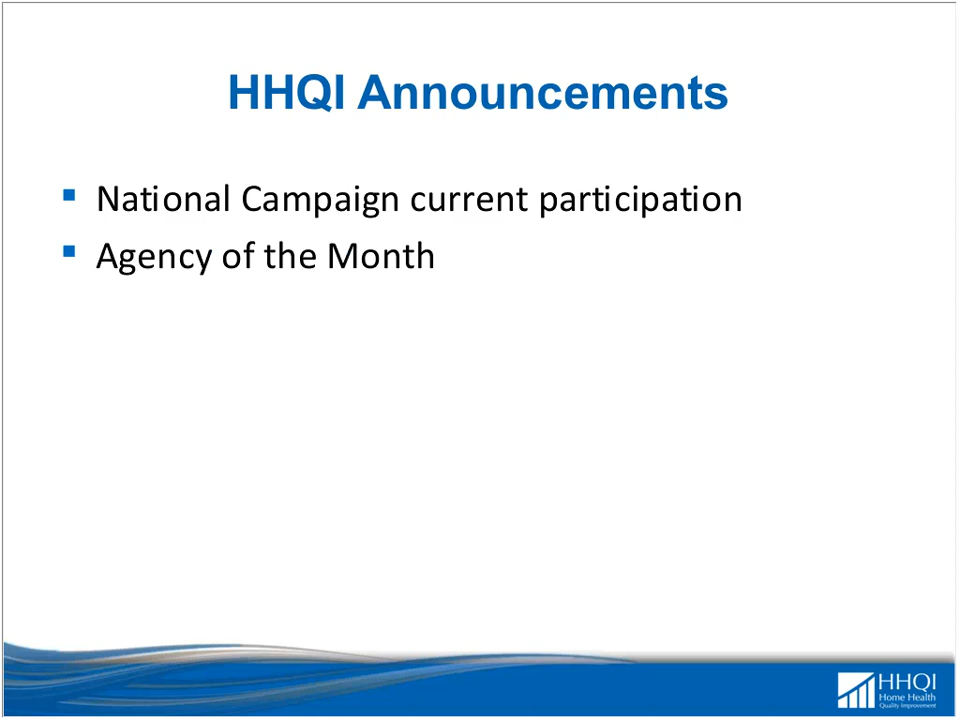 HHQI Announcements
National Campaign current participation
Agency of the Month
HHQI
Home Health
Quality Improvement